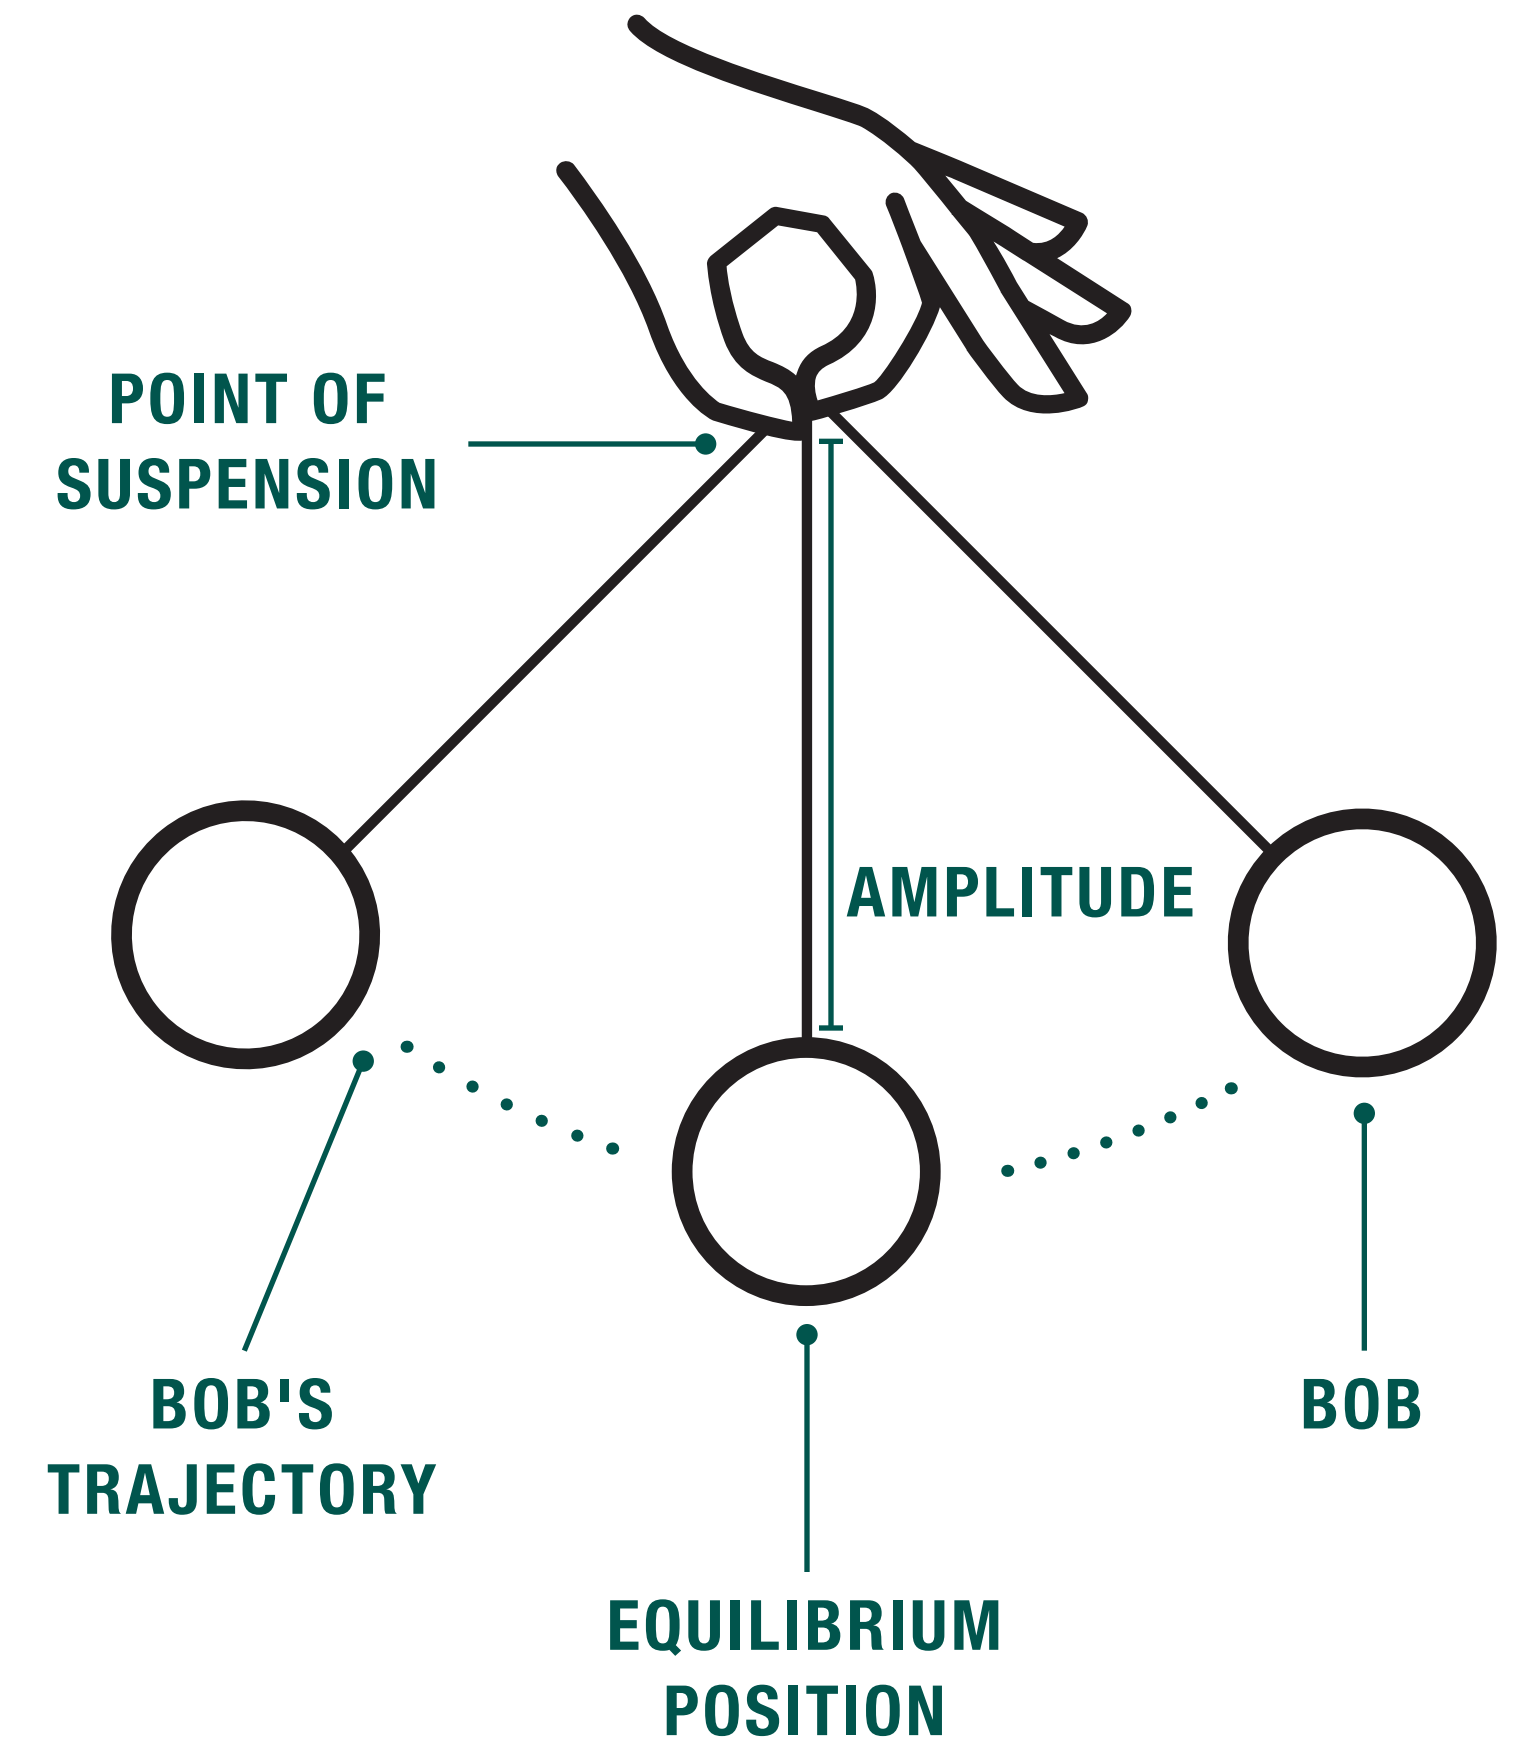 POINT OF
SUSPENSION
AMPLITUDE
BOB'S
TRAJECTORY
BOB
EQUILIBRIUM
POSITION